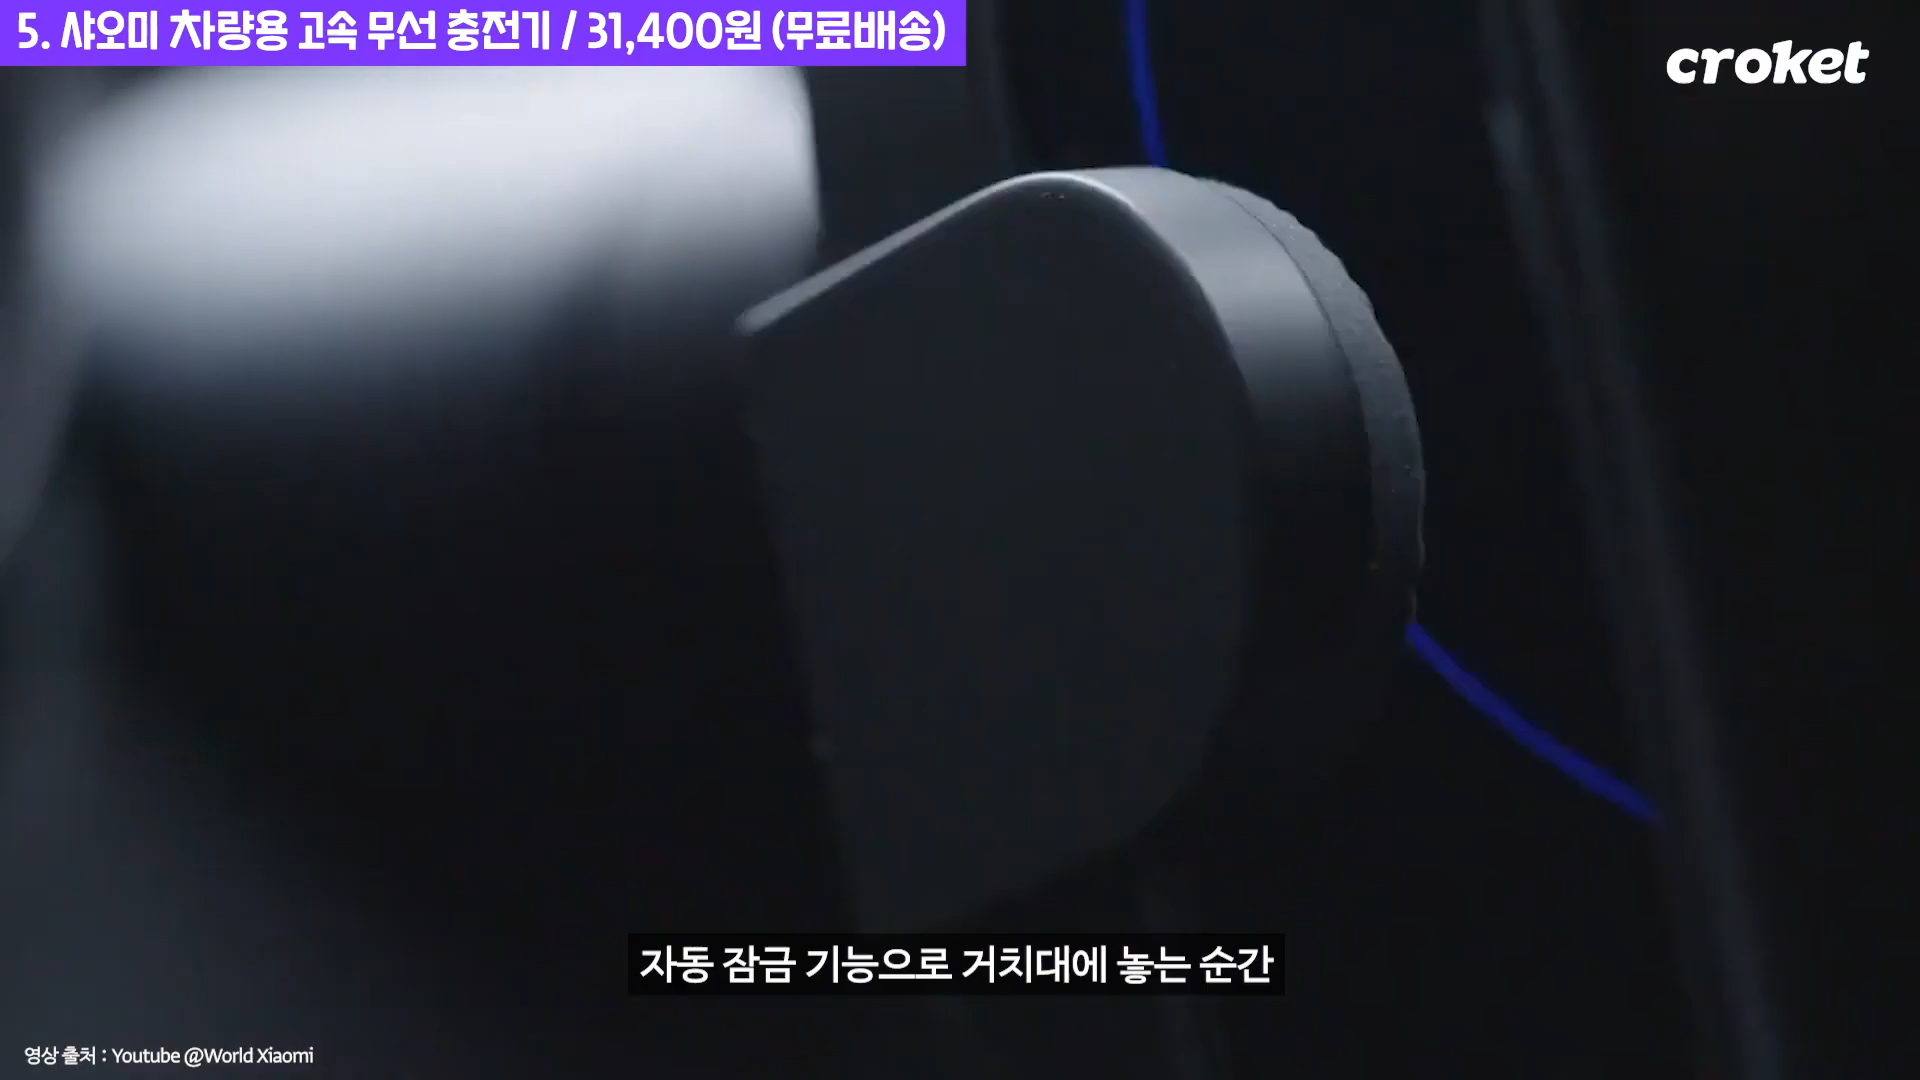 5. 샤오미 차량용 고속 무선 충전기 / 31,400원 (무료배송)
croket
자동 잠금 기능으로 거치대에 놓는 순간
영상 출처 : Youtube @World Xiaomi